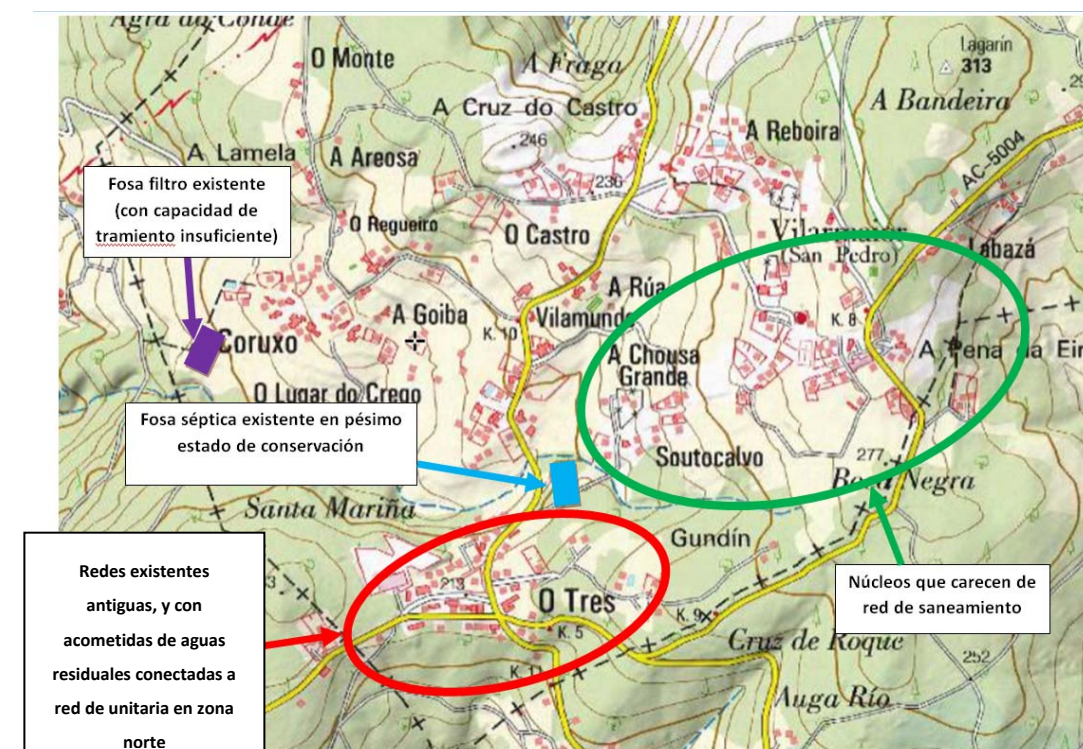 Agra do Conde
O Monte
A Fraga
Lagarín
313
A Bandeira
A Cruz do Castro
246
A Reboira
AC-5004
A Lamela
A Areosa
236
Fosa filtro existente
(con capacidad de
tramiento insuficiente)
O Regueiro
O Castro
Vilarmayor
(San Pedro)
Labazá
A Rúa
A Goiba
K. 10
Vilamunde
K. 8
Coruxo
A Chousa
Grande
A Pena da Eir
O Lugar do Crego
Fosa séptica existente en pésimo
estado de conservación
Soutocalvo
277
Negra
Santa Mariña
Gundín
Redes existentes
antiguas, y con
acometidas de aguas
residuales conectadas a
red de unitaria en zona
norte
213
O Tres
K. 5
K. 9
Núcleos que carecen de
red de saneamiento
Cruz de Roque
252
K. 11
Auga Río